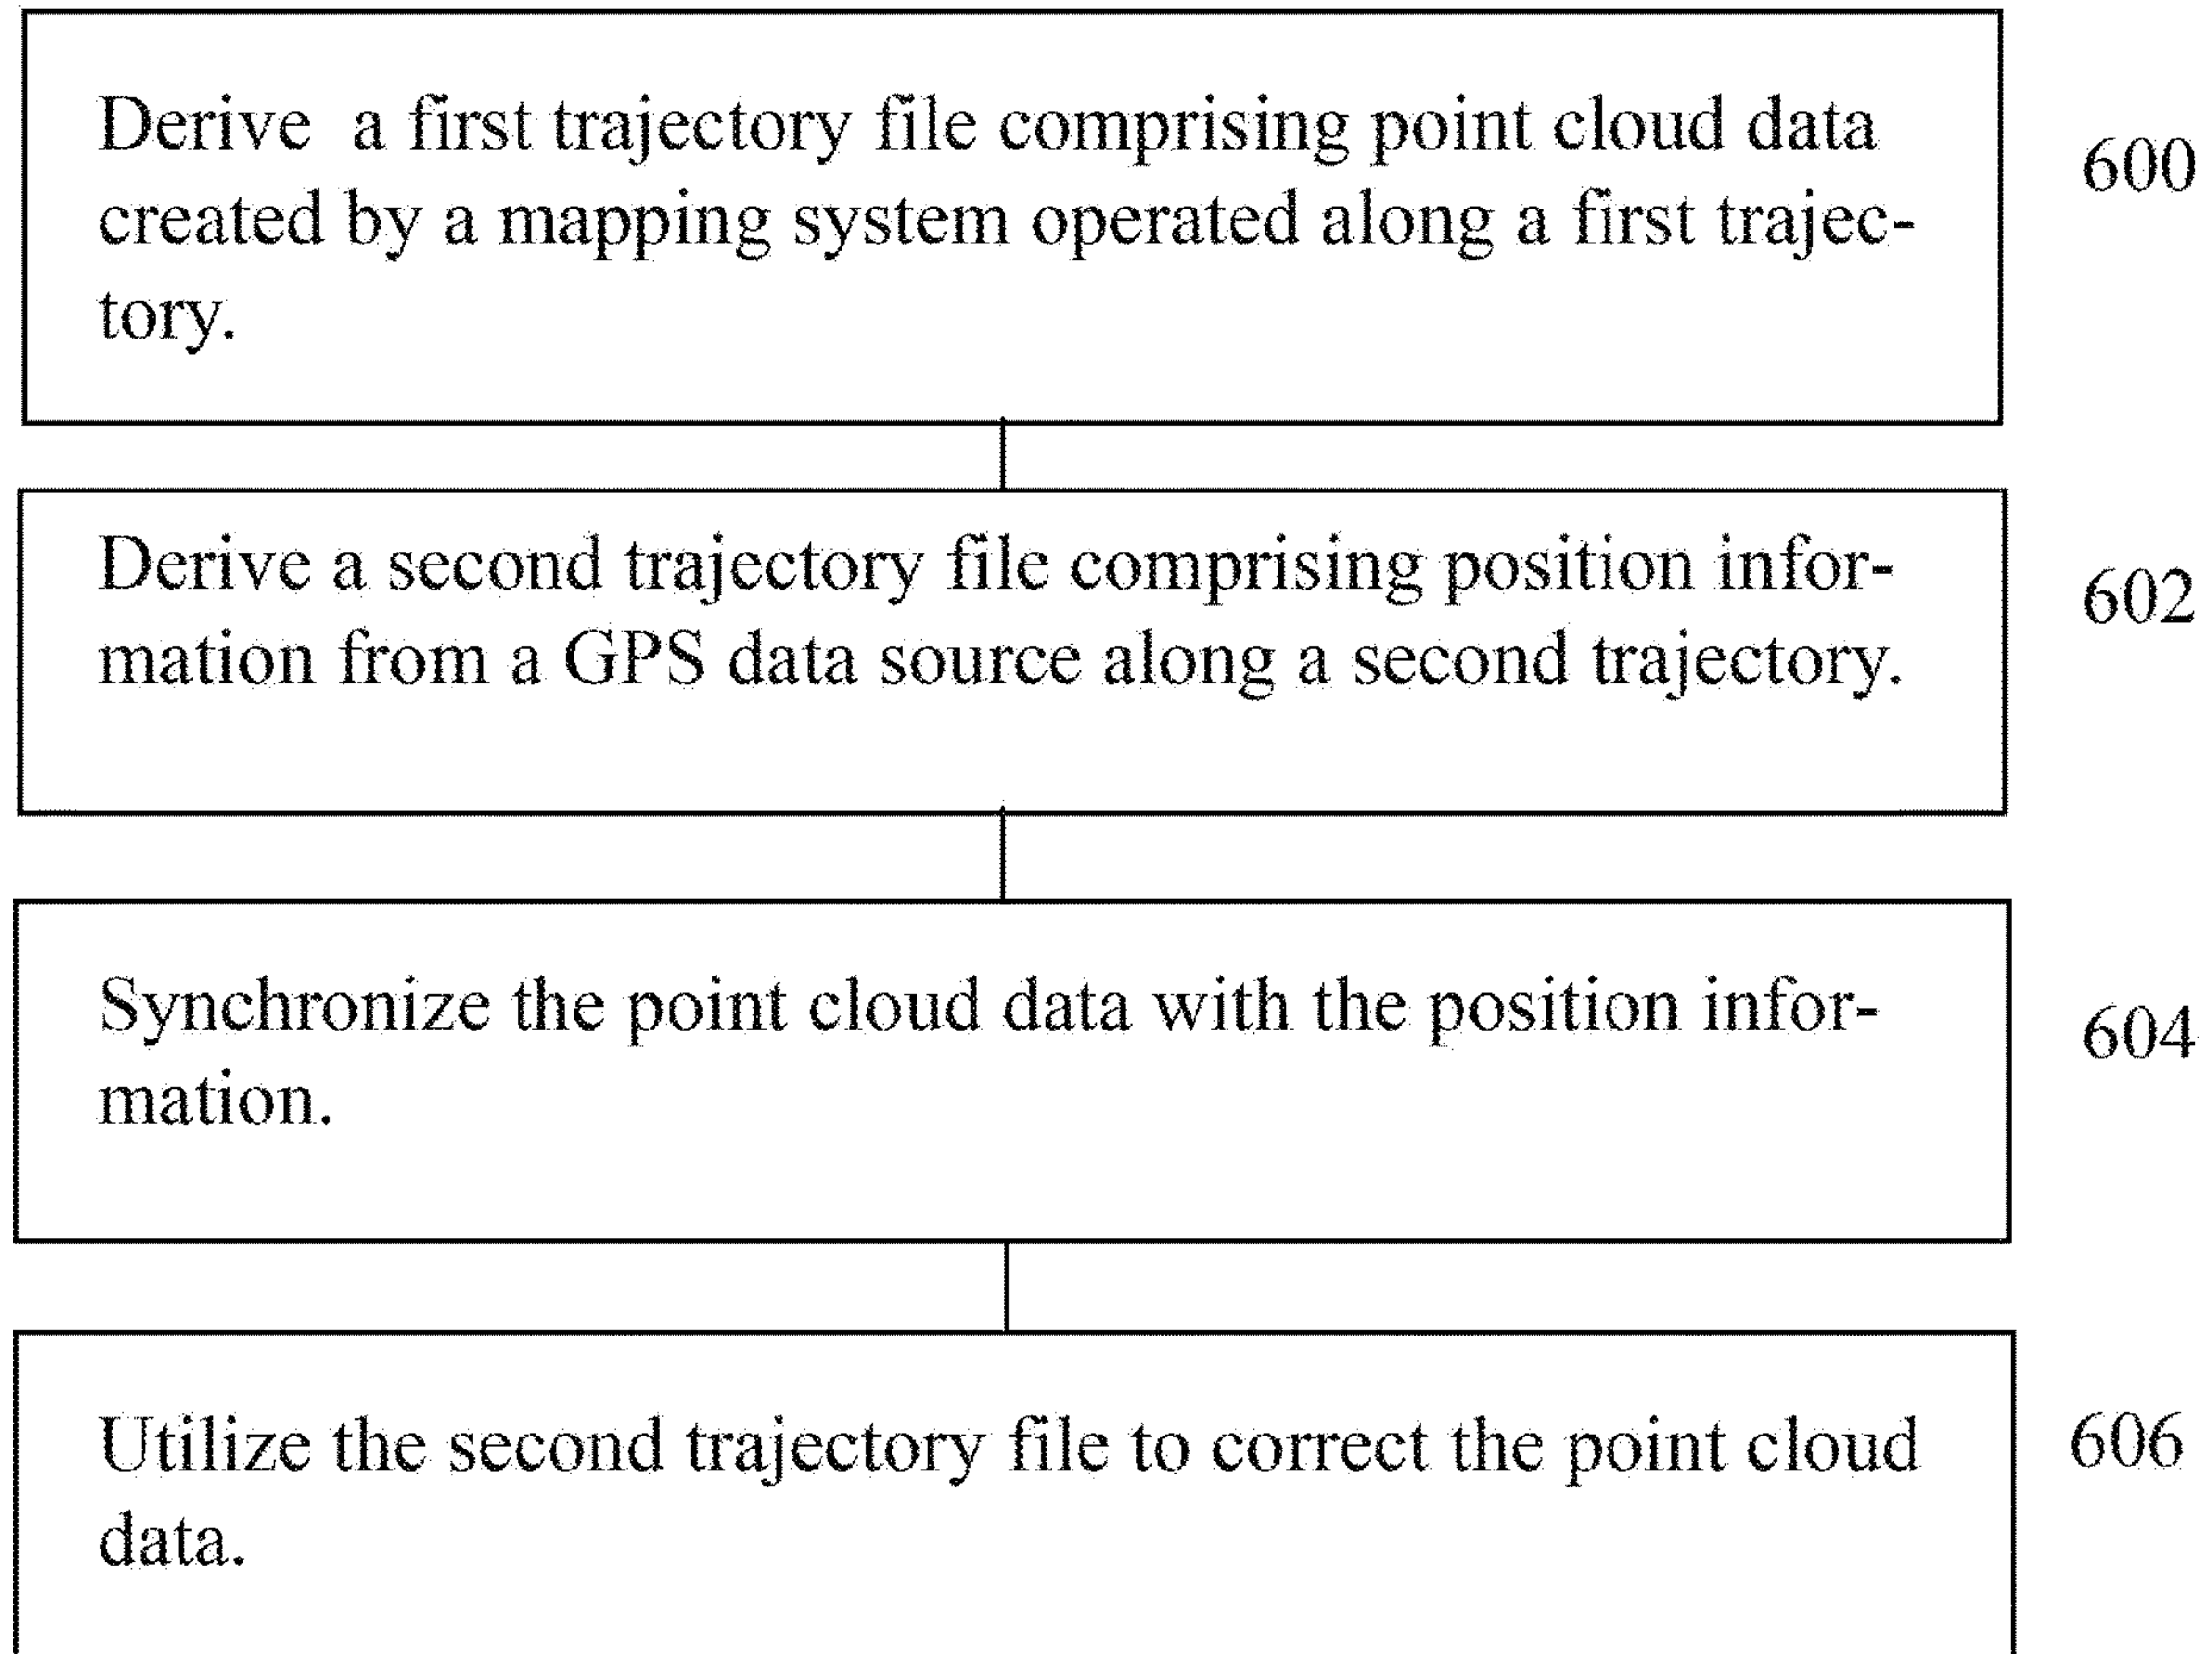 Derive a first trajectory file comprising point cloud data
created by a mapping system operated along a first trajec-
tory.
600
Derive a second trajectory file comprising position infor-
mation from a GPS data source along a second trajectory.
602
Synchronize the point cloud data with the position infor-
mation.
604
Utilize the second trajectory file to correct the point cloud
data.
606